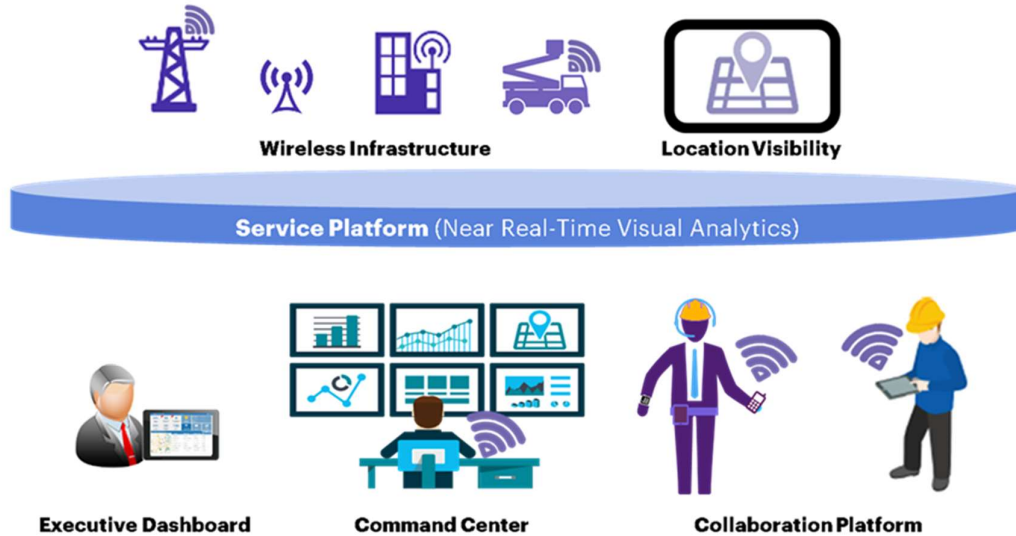 Wireless Infrastructure
Location Visibility
Service Platform (Near Real-Time Visual Analytics)
Executive Dashboard
Command Center
Collaboration Platform